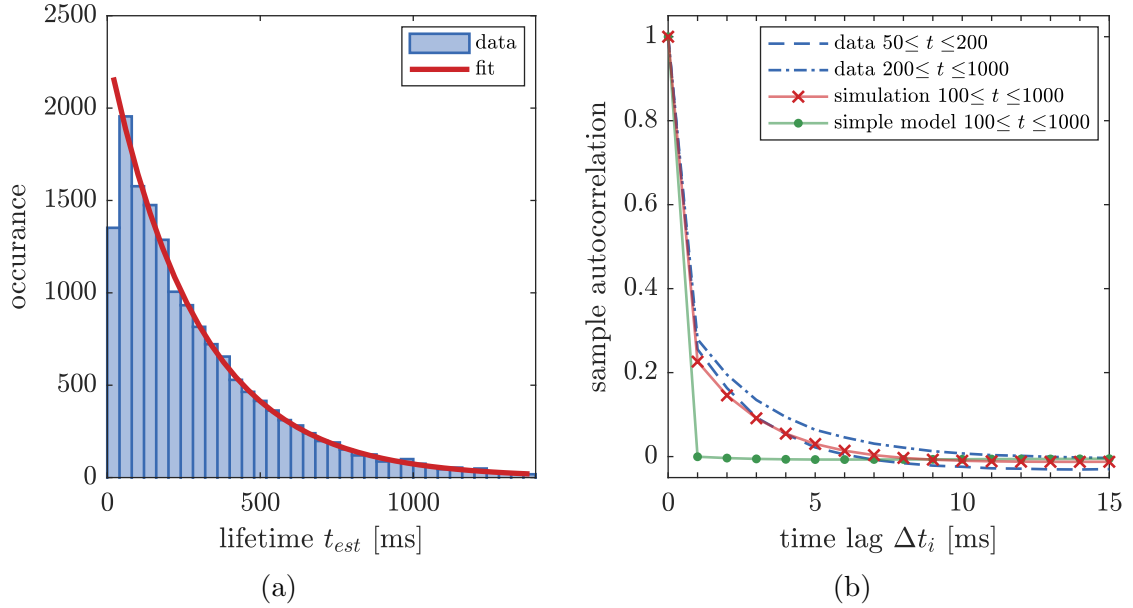 2500
2000
1500
1000
500
0
occurance
0
500
1000
lifetime t_est [ms]
data
fit
(a)
1
0.8
0.6
0.4
0.2
0
sample autocorrelation
0
5
10
15
time lag Δt_i [ms]
data 50≤ t ≤200
data 200≤ t ≤1000
simulation 100≤ t ≤1000
simple model 100≤ t ≤1000
(b)